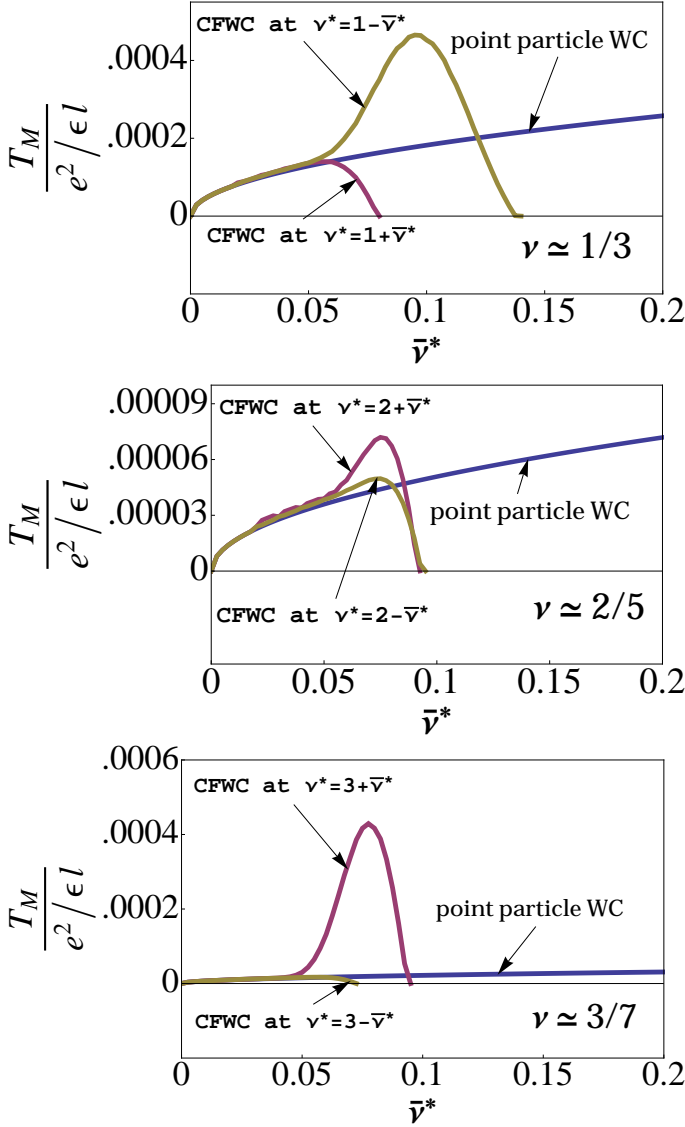 CFWC at ν*=1−ν̄*
point particle WC
.0004
.0002
0
T_M
e² / ϵ l
CFWC at ν*=1+ν̄*
ν ≃ 1/3
0 0.05 0.1 0.15 0.2
ν̄*
.00009
CFWC at ν*=2+ν̄*
.00006
.00003
0
T_M
e² / ϵ l
point particle WC
CFWC at ν*=2−ν̄*
ν ≃ 2/5
0 0.05 0.1 0.15 0.2
ν̄*
.0006
CFWC at ν*=3+ν̄*
.0004
.0002
0
T_M
e² / ϵ l
point particle WC
CFWC at ν*=3−ν̄*
ν ≃ 3/7
0 0.05 0.1 0.15 0.2
ν̄*